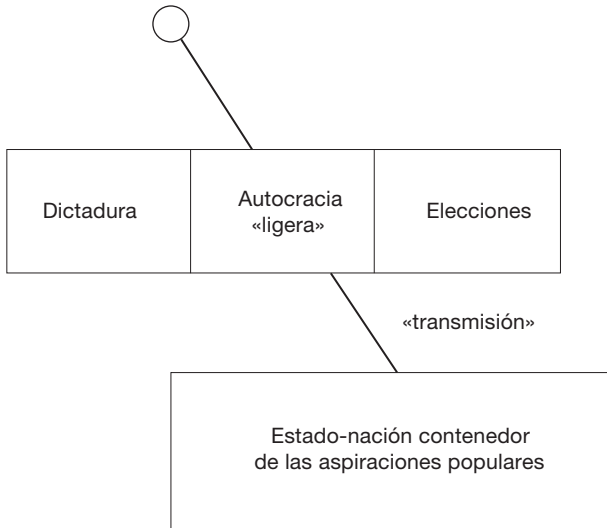 Dictadura
Autocracia
«ligera»
Elecciones
«transmisión»
Estado-nación contenedor
de las aspiraciones populares